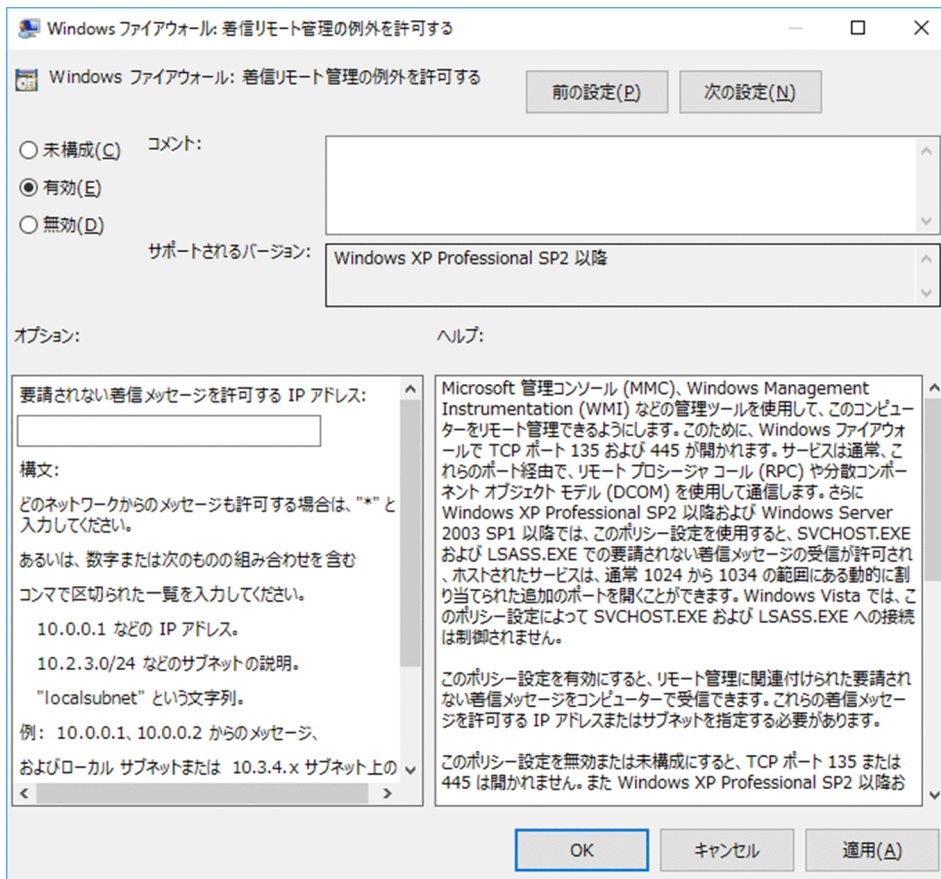 Windows ファイアウォール: 着信リモート管理の例外を許可する
Windows ファイアウォール: 着信リモート管理の例外を許可する
前の設定(P)
次の設定(N)
未構成(C)
有効(E)
無効(D)
コメント:
サポートされるバージョン:
Windows XP Professional SP2 以降
オプション:
ヘルプ:
要請されない着信メッセージを許可する IP アドレス:
構文:
どのネットワークからのメッセージも許可する場合は、"*" と
入力してください。
あるいは、数字または次のものの組み合わせを含む
コンマで区切られた一覧を入力してください。
10.0.0.1 などの IP アドレス。
10.2.3.0/24 などのサブネットの説明。
"localsubnet" という文字列。
例: 10.0.0.1、10.0.0.2 からのメッセージ、
およびローカル サブネットまたは 10.3.4.x サブネット上の
Microsoft 管理コンソール (MMC)、Windows Management
Instrumentation (WMI) などの管理ツールを使用して、このコンピュー
ターをリモート管理できるようにします。このために、Windows ファイアウォ
ールで TCP ポート 135 および 445 が開かれます。サービスは通常、こ
れらのポート経由で、リモート プロシージャ コール (RPC) や分散コンポー
ネント オブジェクト モデル (DCOM) を使用して通信します。さらに
Windows XP Professional SP2 以降および Windows Server
2003 SP1 以降では、このポリシー設定を使用すると、SVCHOST.EXE
および LSASS.EXE での要請されない着信メッセージの受信が許可され
、ホストされたサービスは、通常 1024 から 1034 の範囲にある動的に割
り当てられた追加のポートを開くことができます。Windows Vista では、こ
のポリシー設定によって SVCHOST.EXE および LSASS.EXE への接続
は制御されません。
このポリシー設定を有効にすると、リモート管理に関連付けられた要請され
ない着信メッセージをコンピューターで受信できます。これらの着信メッセー
ジを許可する IP アドレスまたはサブネットを指定する必要があります。
このポリシー設定を無効または未構成にすると、TCP ポート 135 または
445 は開かれません。また Windows XP Professional SP2 以降お
OK
キャンセル
適用(A)